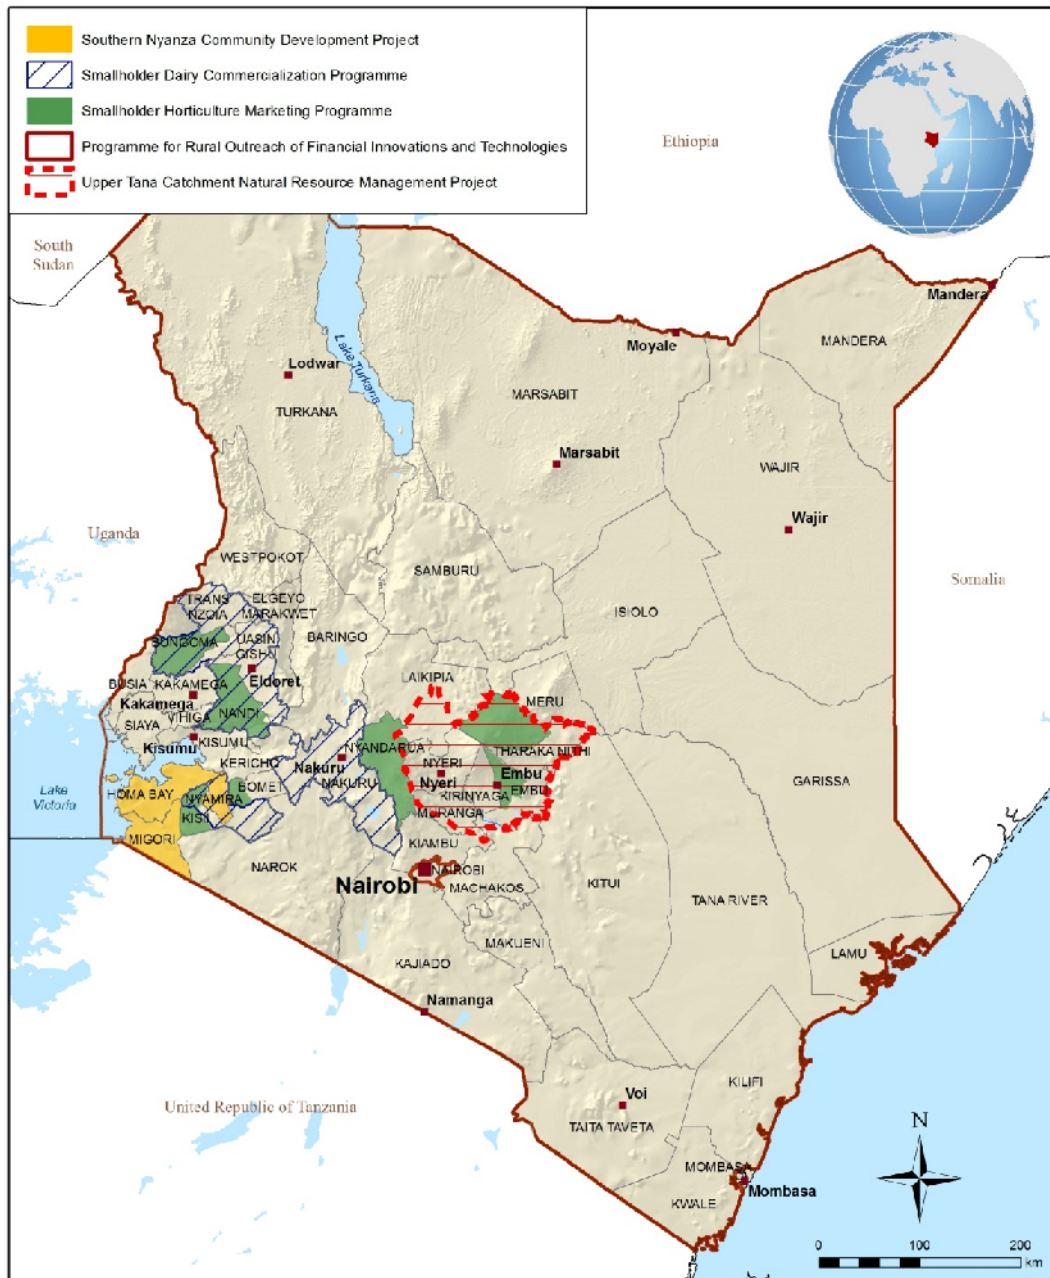 Southern Nyanza Community Development Project
Smallholder Dairy Commercialization Programme
Smallholder Horticulture Marketing Programme
Programme for Rural Outreach of Financial Innovations and Technologies
Upper Tana Catchment Natural Resource Management Project
Ethiopia
South
Sudan
Mandera
Moyale
MANDERA
Lake Turkana
Lodwar
MARSABIT
TURKANA
Marsabit
WAJIR
Wajir
Uganda
WESTPOKOT
SAMBURU
Somalia
TRANS
NZOIA
ELGEYO
MARAKWET
ISIOLO
BUNGOMA
UASIN
GISHU
BARINGO
LAIKIPIA
Eldoret
BUSIA
KAKAMEGA
MERU
Kakamega
VIHIGA
NANDI
SIAYA
Kisumu
KISUMU
NYANDARUA
THARAKA NITHI
KERICHO
NYERI
Nakuru
Nyeri
Embu
GARISSA
Lake
Victoria
HOMA BAY
NYAMIRA
BOMET
NAKURU
KIRINYAGA
EMBU
KISII
MURANGA
MIGORI
KIAMBU
NAROK
NAIROBI
Nairobi
MACHAKOS
KITUI
TANA RIVER
MAKUENI
LAMU
KAJIADO
Namanga
KILIFI
Voi
United Republic of Tanzania
TAITA TAVETA
N
MOMBASA
Mombasa
KWALE
0 100 200
km